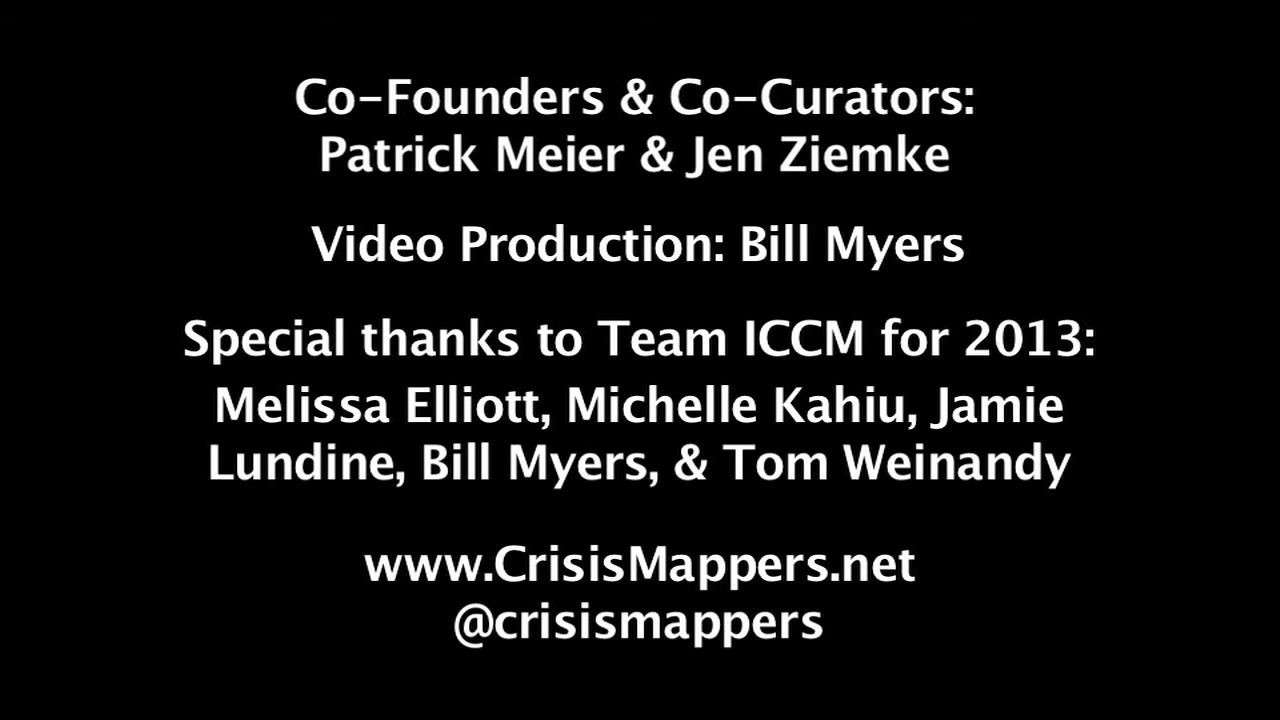 Co-Founders & Co-Curators:
Patrick Meier & Jen Ziemke
Video Production: Bill Myers
Special thanks to Team ICCM for 2013:
Melissa Elliott, Michelle Kahiu, Jamie
Lundine, Bill Myers, & Tom Weinandy
www.CrisisMappers.net
@crisismappers